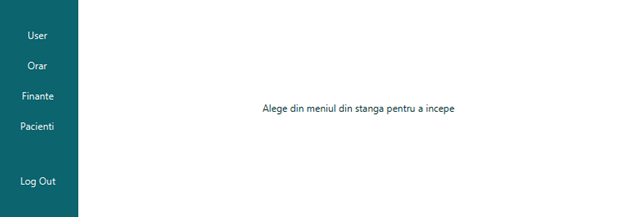 User
Orar
Finante
Pacienti
Log Out
Alege din meniul din stanga pentru a incepe